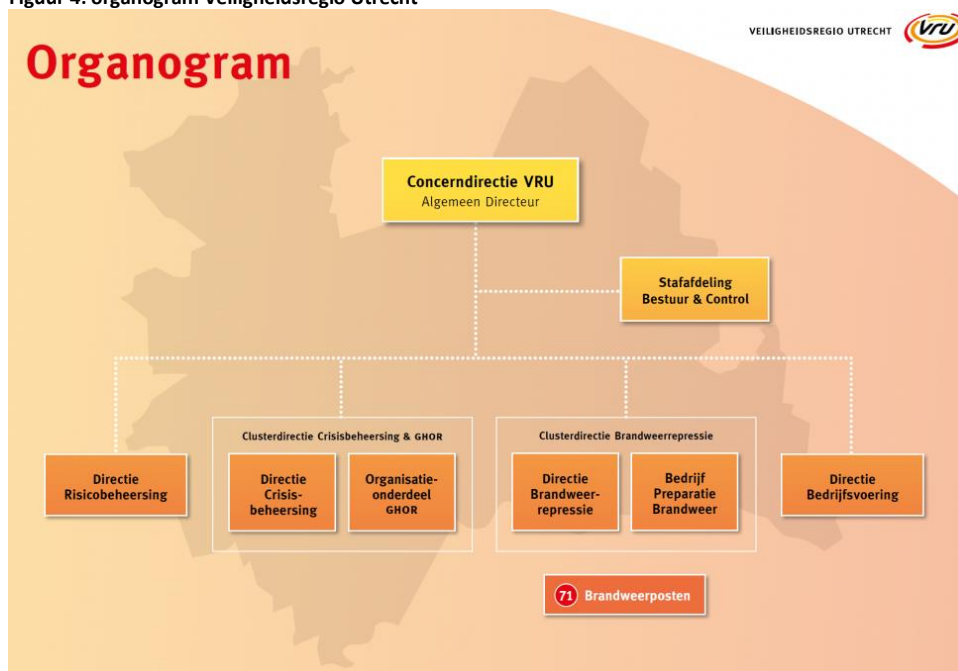 Figuur 4: organogram Veiligheidsregio Utrecht
VEILIGHEIDSREGIO UTRECHT
VrU
Organogram
Concerndirectie VRU
Algemeen Directeur
Stafafdeling
Bestuur & Control
Clusterdirectie Crisisbeheersing & GHOR
Clusterdirectie Brandweerrepressie
Directie
Risicobeheersing
Directie
Crisis-
beheersing
Organisatie-
onderdeel
GHOR
Directie
Brandweer-
repressie
Bedrijf
Preparatie
Brandweer
Directie
Bedrijfsvoering
71 Brandweerposten